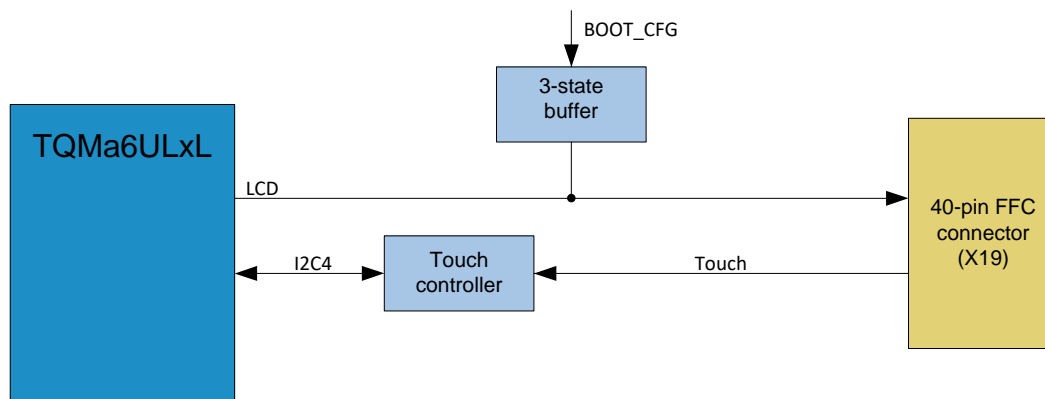 BOOT_CFG
3-state
buffer
TQMa6ULxL
LCD
40-pin FFC
connector
(X19)
I2C4
Touch
controller
Touch